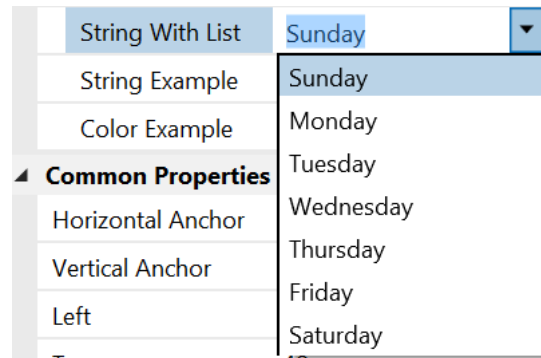 String With List Sunday
String Example Sunday
Color Example Monday
Common Properties Tuesday
Horizontal Anchor Wednesday
Vertical Anchor Thursday
Left Friday
Saturday